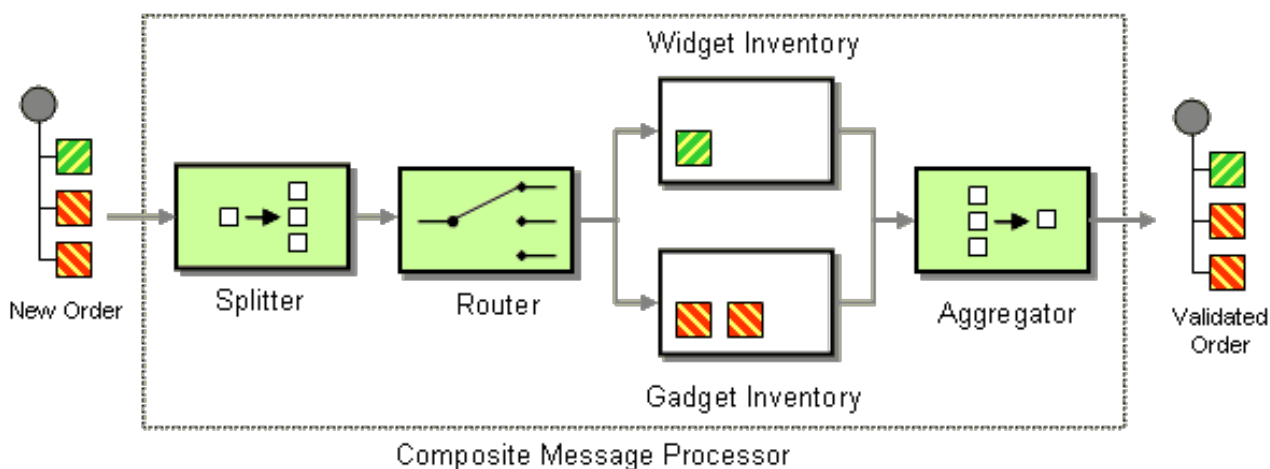 Widget Inventory
New Order
Splitter
Router
Gadget Inventory
Aggregator
Validated
Order
Composite Message Processor